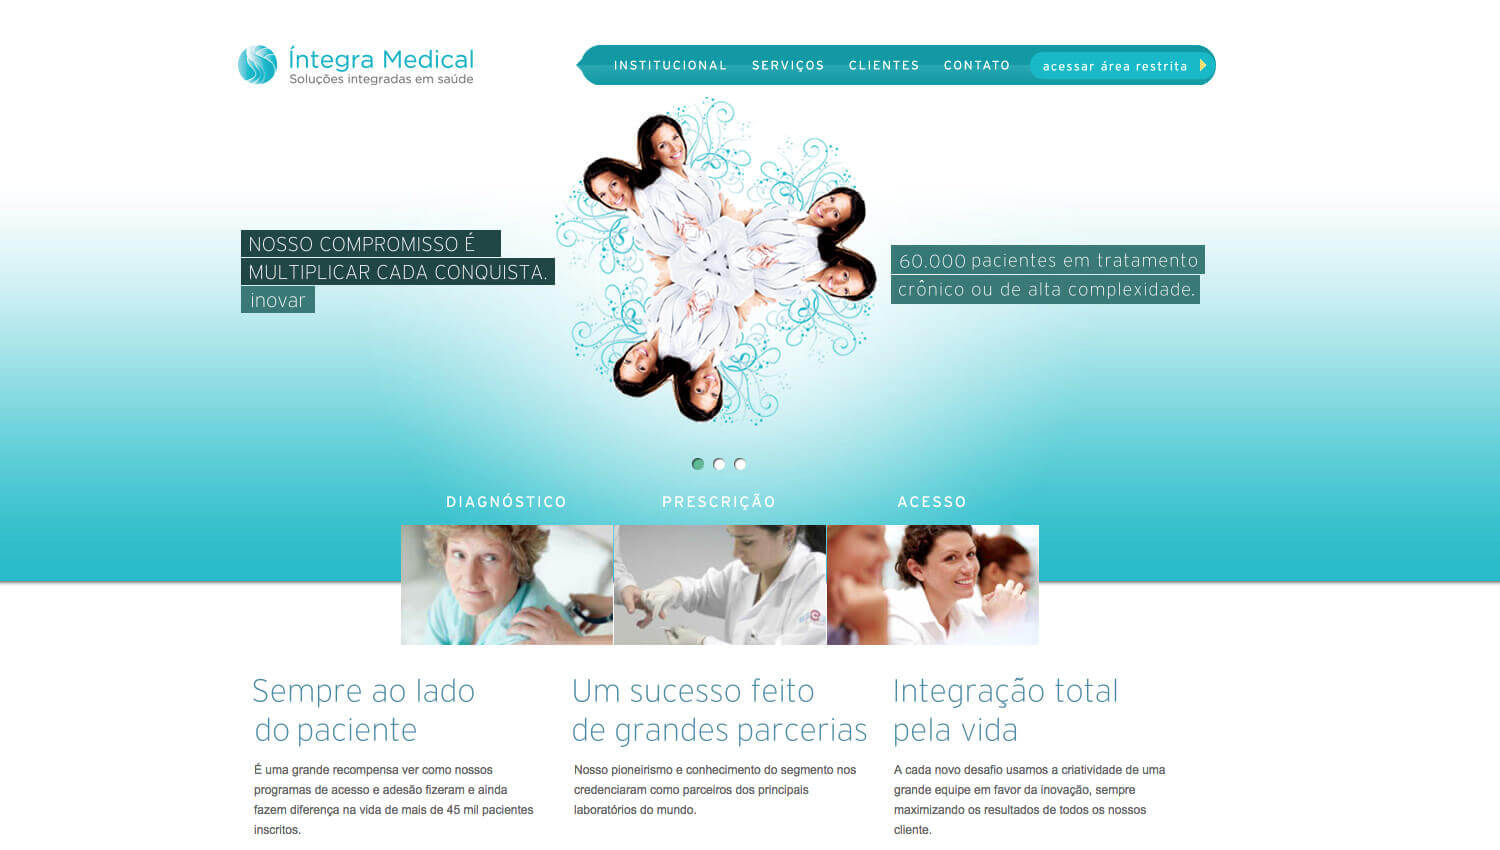 Íntegra Medical
Soluções integradas em saúde
INSTITUCIONAL SERVIÇOS CLIENTES CONTATO acessar área restrita
NOSSO COMPROMISSO É
MULTIPLICAR CADA CONQUISTA.
inovar
60.000 pacientes em tratamento
crônico ou de alta complexidade.
DIAGNÓSTICO PRESCRIÇÃO ACESSO
Sempre ao lado
do paciente
É uma grande recompensa ver como nossos
programas de acesso e adesão fizeram e ainda
fazem diferença na vida de mais de 45 mil pacientes
inscritos.
Um sucesso feito
de grandes parcerias
Nosso pioneirismo e conhecimento do segmento nos
credenciaram como parceiros dos principais
laboratórios do mundo.
Integração total
pela vida
A cada novo desafio usamos a criatividade de uma
grande equipe em favor da inovação, sempre
maximizando os resultados de todos os nossos
cliente.